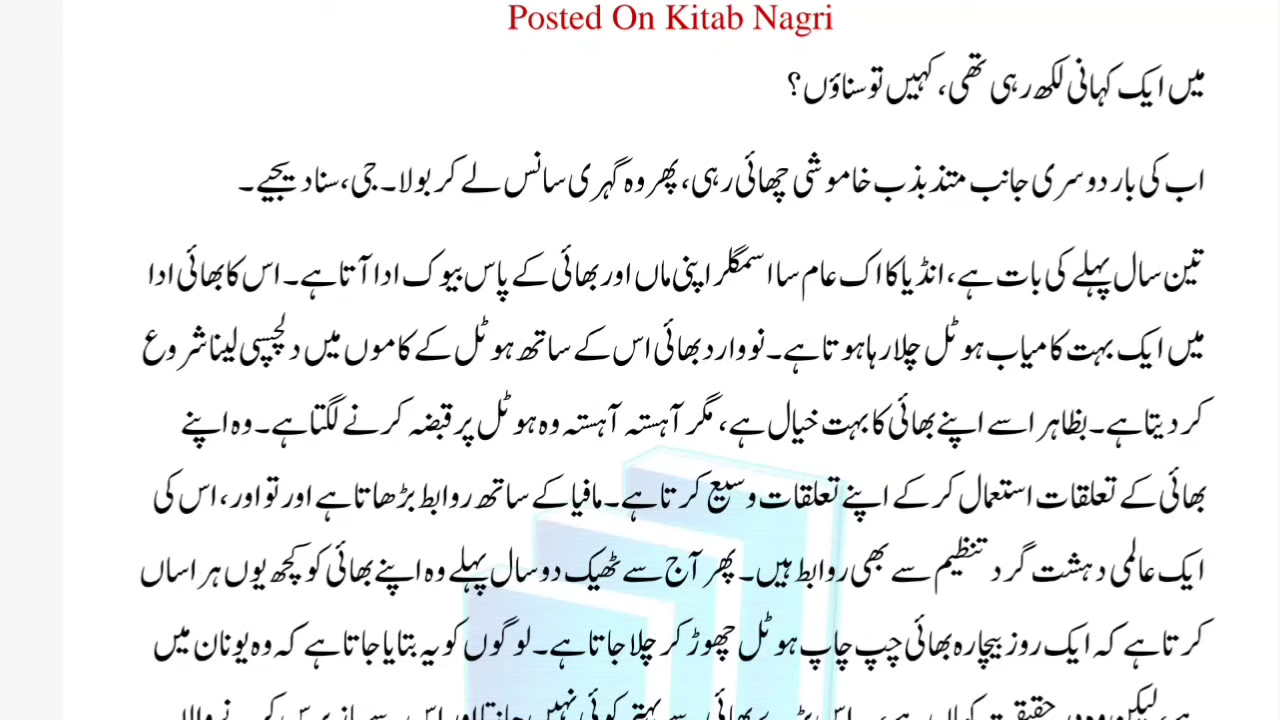 Posted On Kitab Nagri
میں ایک کہانی لکھ رہی تھی، کہیں تو سناؤں؟
اب کی بار دوسری جانب متذبذب خاموشی چھائی رہی، پھر وہ گہری سانس لے کر بولا۔ جی، سنا دیجیے۔
تین سال پہلے کی بات ہے، انڈیا کا اک عام سا اسمگلر اپنی ماں اور بھائی کے پاس بیوک ادا آتا ہے۔ اس کا بھائی ادا
میں ایک بہت کامیاب ہوٹل چلا رہا ہوتا ہے۔ نووارد بھائی اس کے ساتھ ہوٹل کے کاموں میں دلچسپی لینا شروع
کر دیتا ہے۔ بظاہر اسے اپنے بھائی کا بہت خیال ہے، مگر آہستہ آہستہ وہ ہوٹل پر قبضہ کرنے لگتا ہے۔ وہ اپنے
بھائی کے تعلقات استعمال کر کے اپنے تعلقات وسیع کرتا ہے۔ مافیا کے ساتھ روابط بڑھاتا ہے اور تو اور، اس کی
ایک عالمی دہشت گرد تنظیم سے بھی روابط ہیں۔ پھر آج سے ٹھیک دو سال پہلے وہ اپنے بھائی کو کچھ یوں ہراساں
کرتا ہے کہ ایک روز بیچارہ بھائی چپ چاپ ہوٹل چھوڑ کر چلا جاتا ہے۔ لوگوں کو یہ بتایا جاتا ہے کہ وہ یونان میں